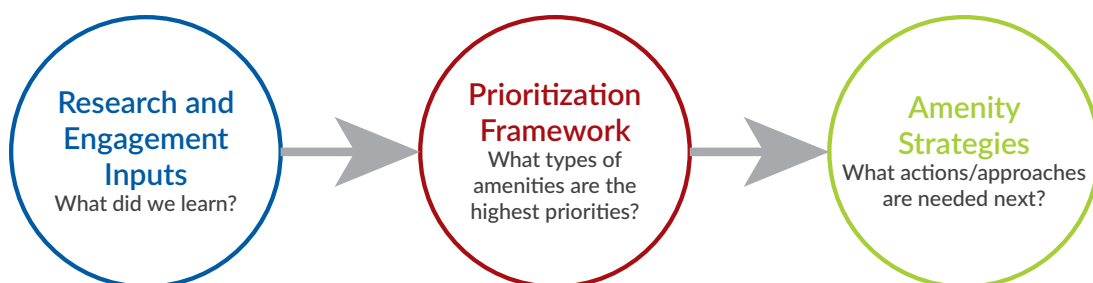 Research and
Engagement
Inputs
What did we learn?
Prioritization
Framework
What types of
amenities are the
highest priorities?
Amenity
Strategies
What actions/approaches
are needed next?